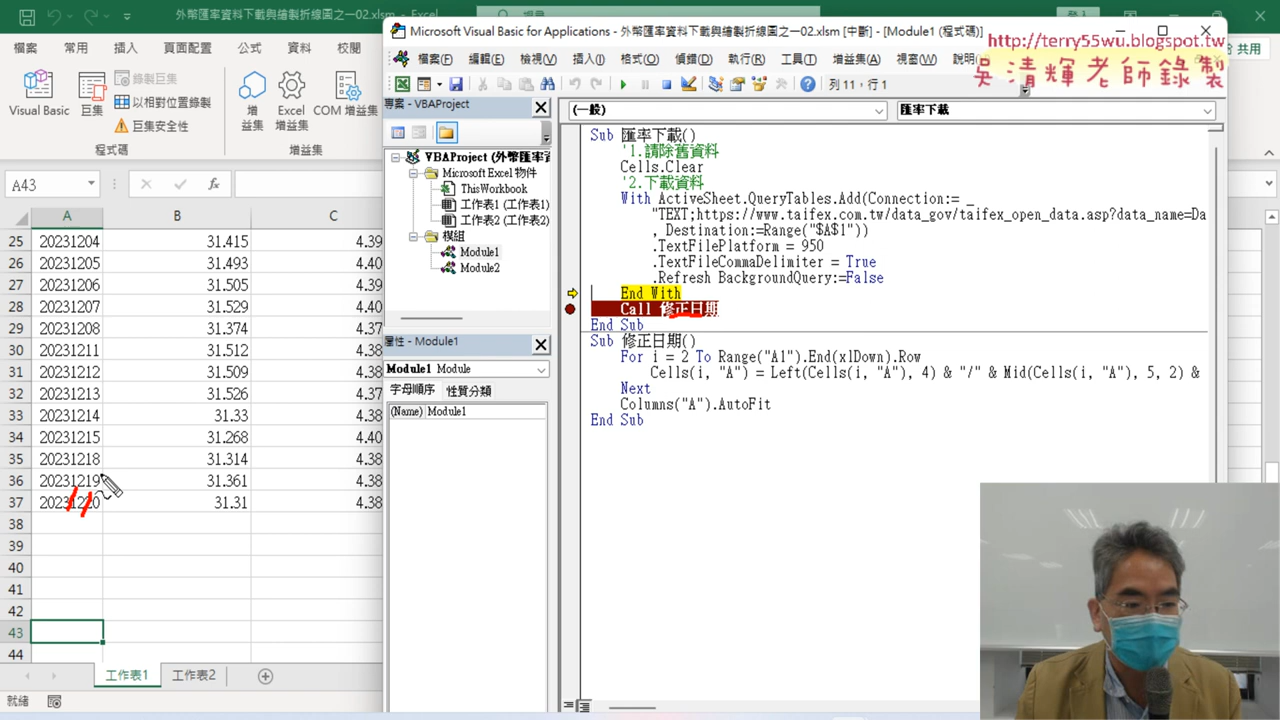 外幣匯率資料下載與繪製折線圖之一02.xlsm - Excel
檔案 常用 插入 頁面配置 公式 資料 校閱
共用
Visual Basic
巨集
錄製巨集
以相對位置錄製
巨集安全性
增益集
Excel 增益集
COM 增益集
程式碼
增益集
A43
A B C
25 20231204 31.415 4.39
26 20231205 31.493 4.40
27 20231206 31.505 4.39
28 20231207 31.529 4.40
29 20231208 31.374 4.37
30 20231211 31.512 4.38
31 20231212 31.509 4.38
32 20231213 31.526 4.37
33 20231214 31.33 4.38
34 20231215 31.268 4.40
35 20231218 31.314 4.38
36 20231219 31.361 4.38
37 20231220 31.31 4.38
38
39
40
41
42
43
44
工作表1 工作表2
就緒
Microsoft Visual Basic for Applications - 外幣匯率資料下載與繪製折線圖之一02.xlsm [中斷] - [Module1 (程式碼)]
http://terry55wu.blogspot.tw
吳清輝老師錄製
檔案(F) 編輯(E) 檢視(V) 插入(I) 格式(O) 偵錯(D) 執行(R) 工具(T) 增益集(A) 視窗(W) 說明
列 11，行 1
專案 - VBAProject
VBAProject (外幣匯率資
Microsoft Excel 物件
ThisWorkbook
工作表1 (工作表1)
工作表2 (工作表2)
模組
Module1
Module2
屬性 - Module1
Module1 Module
字母順序 性質分類
(Name) Module1
(一般) 匯率下載
Sub 匯率下載()
'1.請除舊資料
Cells.Clear
'2.下載資料
With ActiveSheet.QueryTables.Add(Connection:= _
"TEXT;https://www.taifex.com.tw/data_gov/taifex_open_data.asp?data_name=Da
, Destination:=Range("$A$1"))
.TextFilePlatform = 950
.TextFileCommaDelimiter = True
.Refresh BackgroundQuery:=False
End With
Call 修正日期
End Sub
Sub 修正日期()
For i = 2 To Range("A1").End(xlDown).Row
Cells(i, "A") = Left(Cells(i, "A"), 4) & "/" & Mid(Cells(i, "A"), 5, 2) &
Next
Columns("A").AutoFit
End Sub